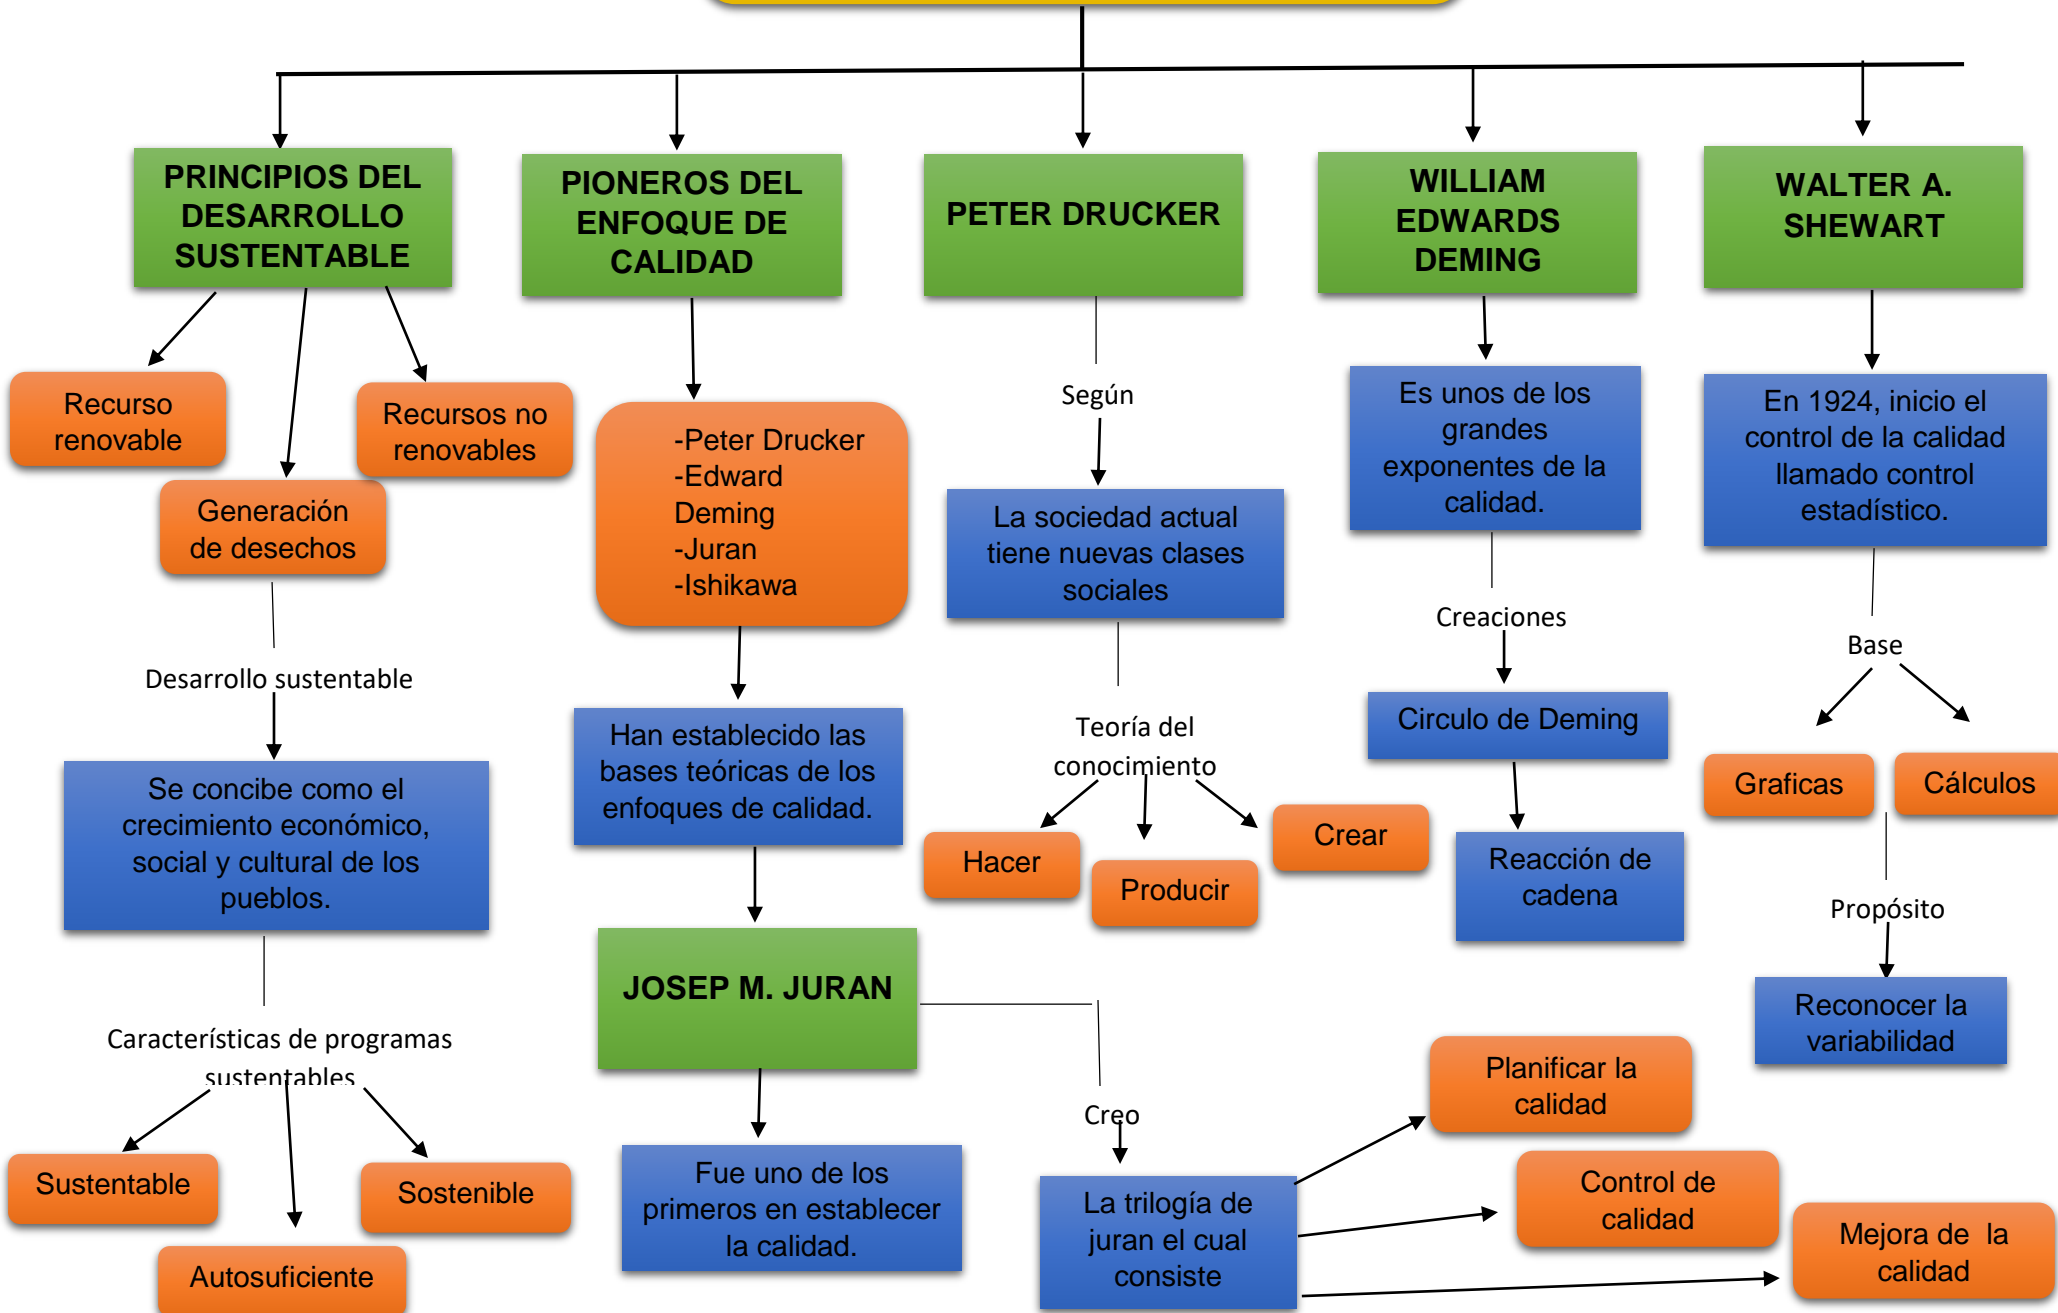 PRINCIPIOS DEL
DESARROLLO
SUSTENTABLE
PIONEROS DEL
ENFOQUE DE
CALIDAD
PETER DRUCKER
WILLIAM
EDWARDS
DEMING
WALTER A.
SHEWART
Recurso
renovable
Recursos no
renovables
Generación
de desechos
Desarrollo sustentable
Se concibe como el
crecimiento económico,
social y cultural de los
pueblos.
Características de programas
sustentables
Sustentable
Sostenible
Autosuficiente
-Peter Drucker
-Edward
Deming
-Juran
-Ishikawa
Han establecido las
bases teóricas de los
enfoques de calidad.
JOSEP M. JURAN
Fue uno de los
primeros en establecer
la calidad.
Creo
La trilogía de
juran el cual
consiste
Planificar la
calidad
Control de
calidad
Mejora de  la
calidad
Según
La sociedad actual
tiene nuevas clases
sociales
Teoría del
conocimiento
Hacer
Producir
Crear
Es unos de los
grandes
exponentes de la
calidad.
Creaciones
Circulo de Deming
Reacción de
cadena
En 1924, inicio el
control de la calidad
llamado control
estadístico.
Base
Graficas
Cálculos
Propósito
Reconocer la
variabilidad